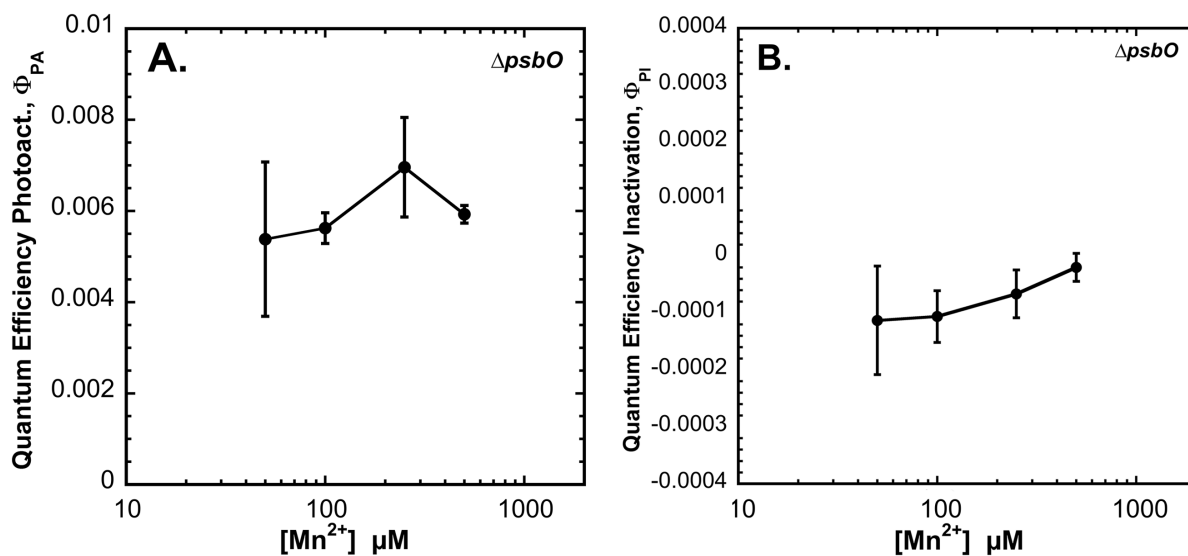 A.
ΔpsbO
Quantum Efficiency Photoact., Φ_PA
0.01
0.008
0.006
0.004
0.002
0
10
100
1000
[Mn²⁺] µM
B.
ΔpsbO
Quantum Efficiency Inactivation, Φ_PI
0.0004
0.0003
0.0002
0.0001
0
-0.0001
-0.0002
-0.0003
-0.0004
10
100
1000
[Mn²⁺] µM